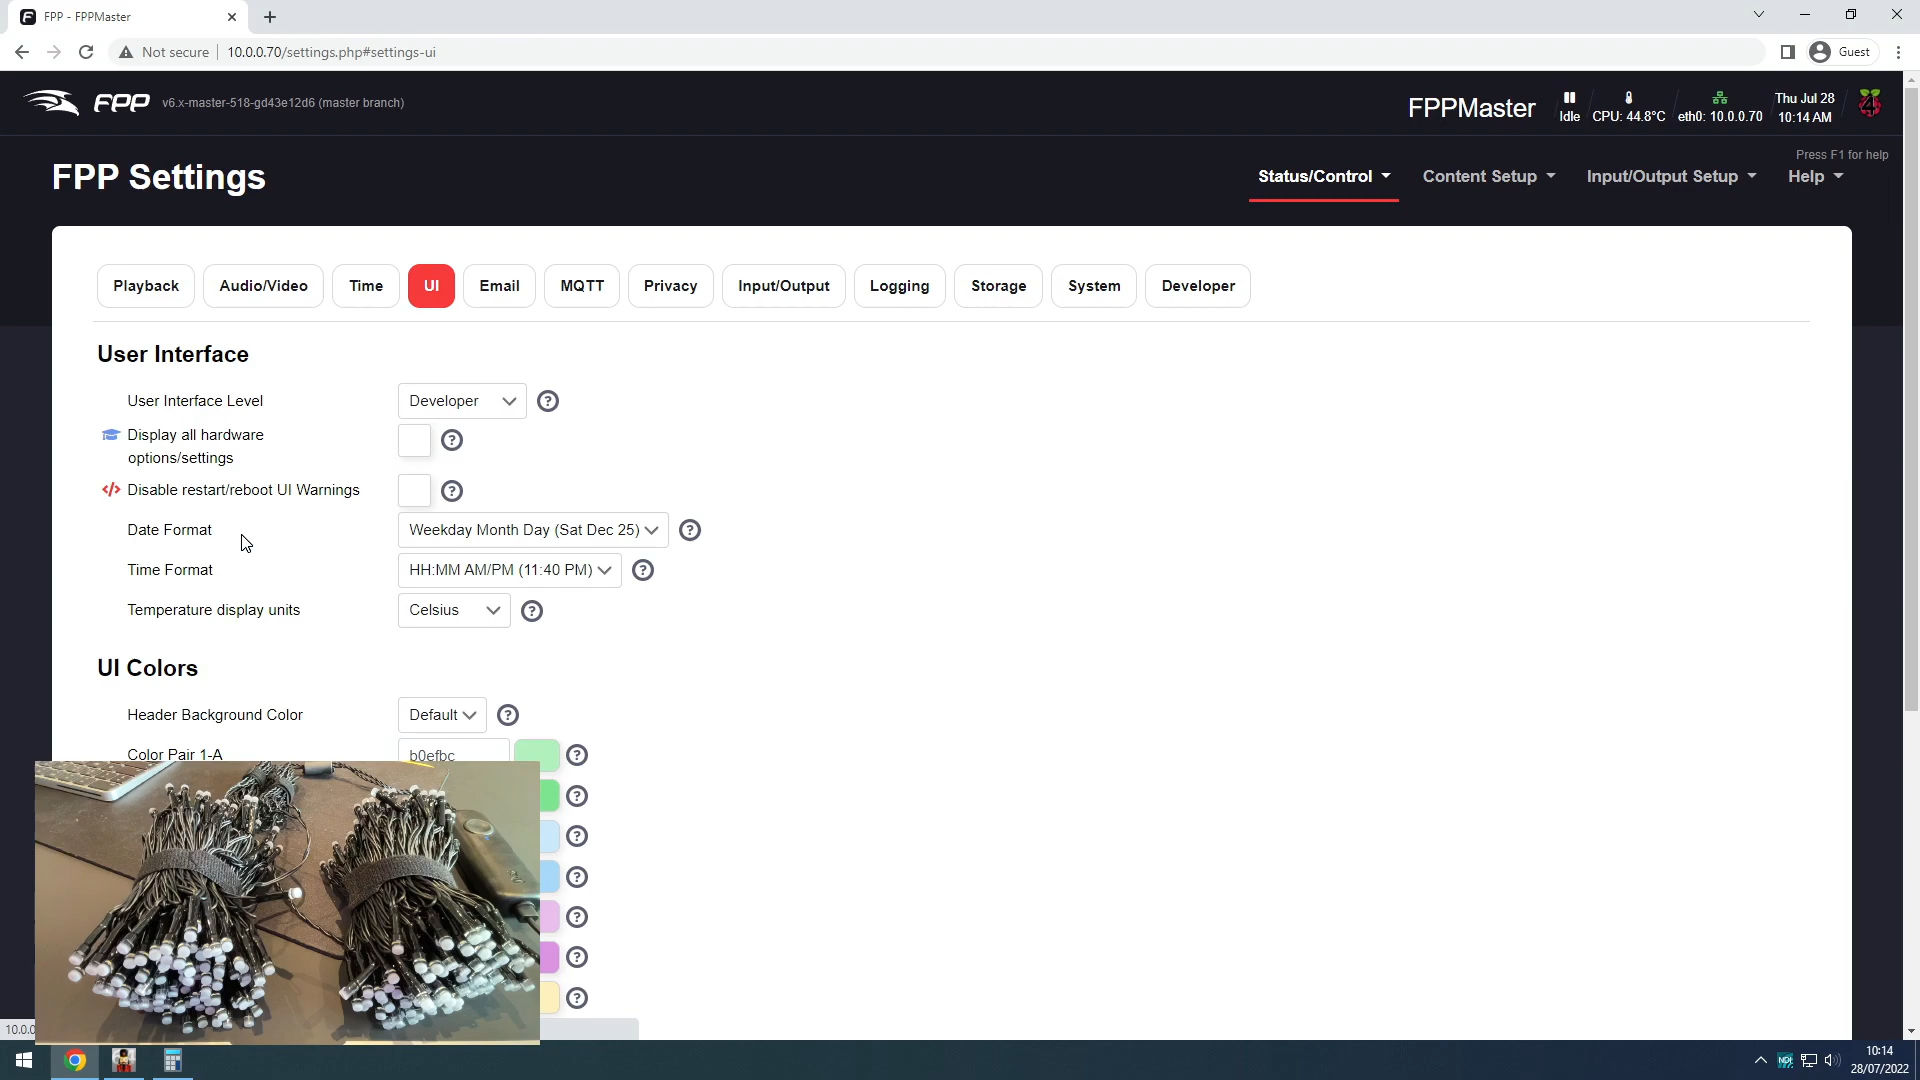 FPP - FPPMaster
Not secure
10.0.0.70/settings.php#settings-ui
Guest
FPP
v6.x-master-518-gd43e12d6 (master branch)
FPPMaster
Idle
CPU: 44.8°C
eth0: 10.0.0.70
Thu Jul 28
10:14 AM
4
Press F1 for help
FPP Settings
Status/Control
Content Setup
Input/Output Setup
Help
Playback
Audio/Video
Time
UI
Email
MQTT
Privacy
Input/Output
Logging
Storage
System
Developer
User Interface
User Interface Level
Developer
Display all hardware
options/settings
Disable restart/reboot UI Warnings
Date Format
Weekday Month Day (Sat Dec 25)
Time Format
HH:MM AM/PM (11:40 PM)
Temperature display units
Celsius
UI Colors
Header Background Color
Default
Color Pair 1-A
b0efbc
10.0.0
NDI
10:14
28/07/2022